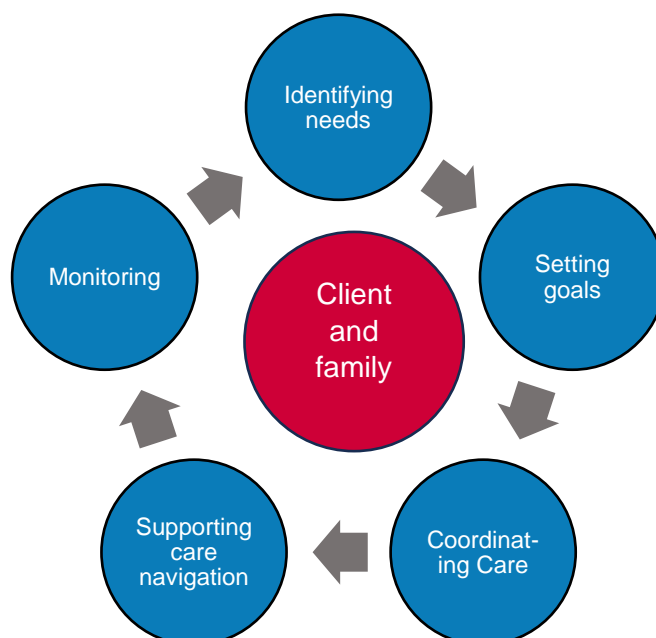 Identifying
needs
Setting
goals
Coordinat-
ing Care
Supporting
care
navigation
Monitoring
Client
and
family